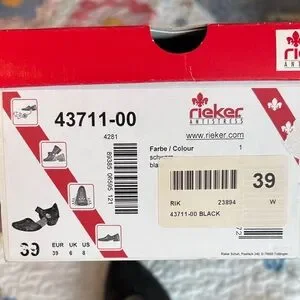 rieker
ANTISTRESS
43711-00
4281
www.rieker.com
Farbe / Colour 1
schwarz
39
RIK 23894 W
43711-00 BLACK
72
39
EUR UK US
39 6 8